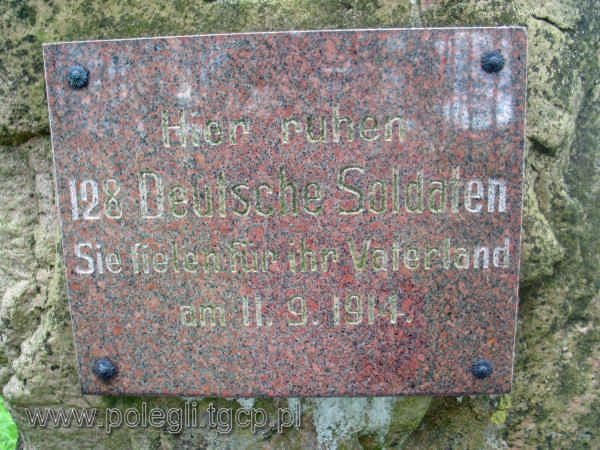 Hier ruhen
128 Deutsche Soldaten
Sie fielen für ihr Vaterland
am 11. 9. 1914.
www.polegli.tgcp.pl